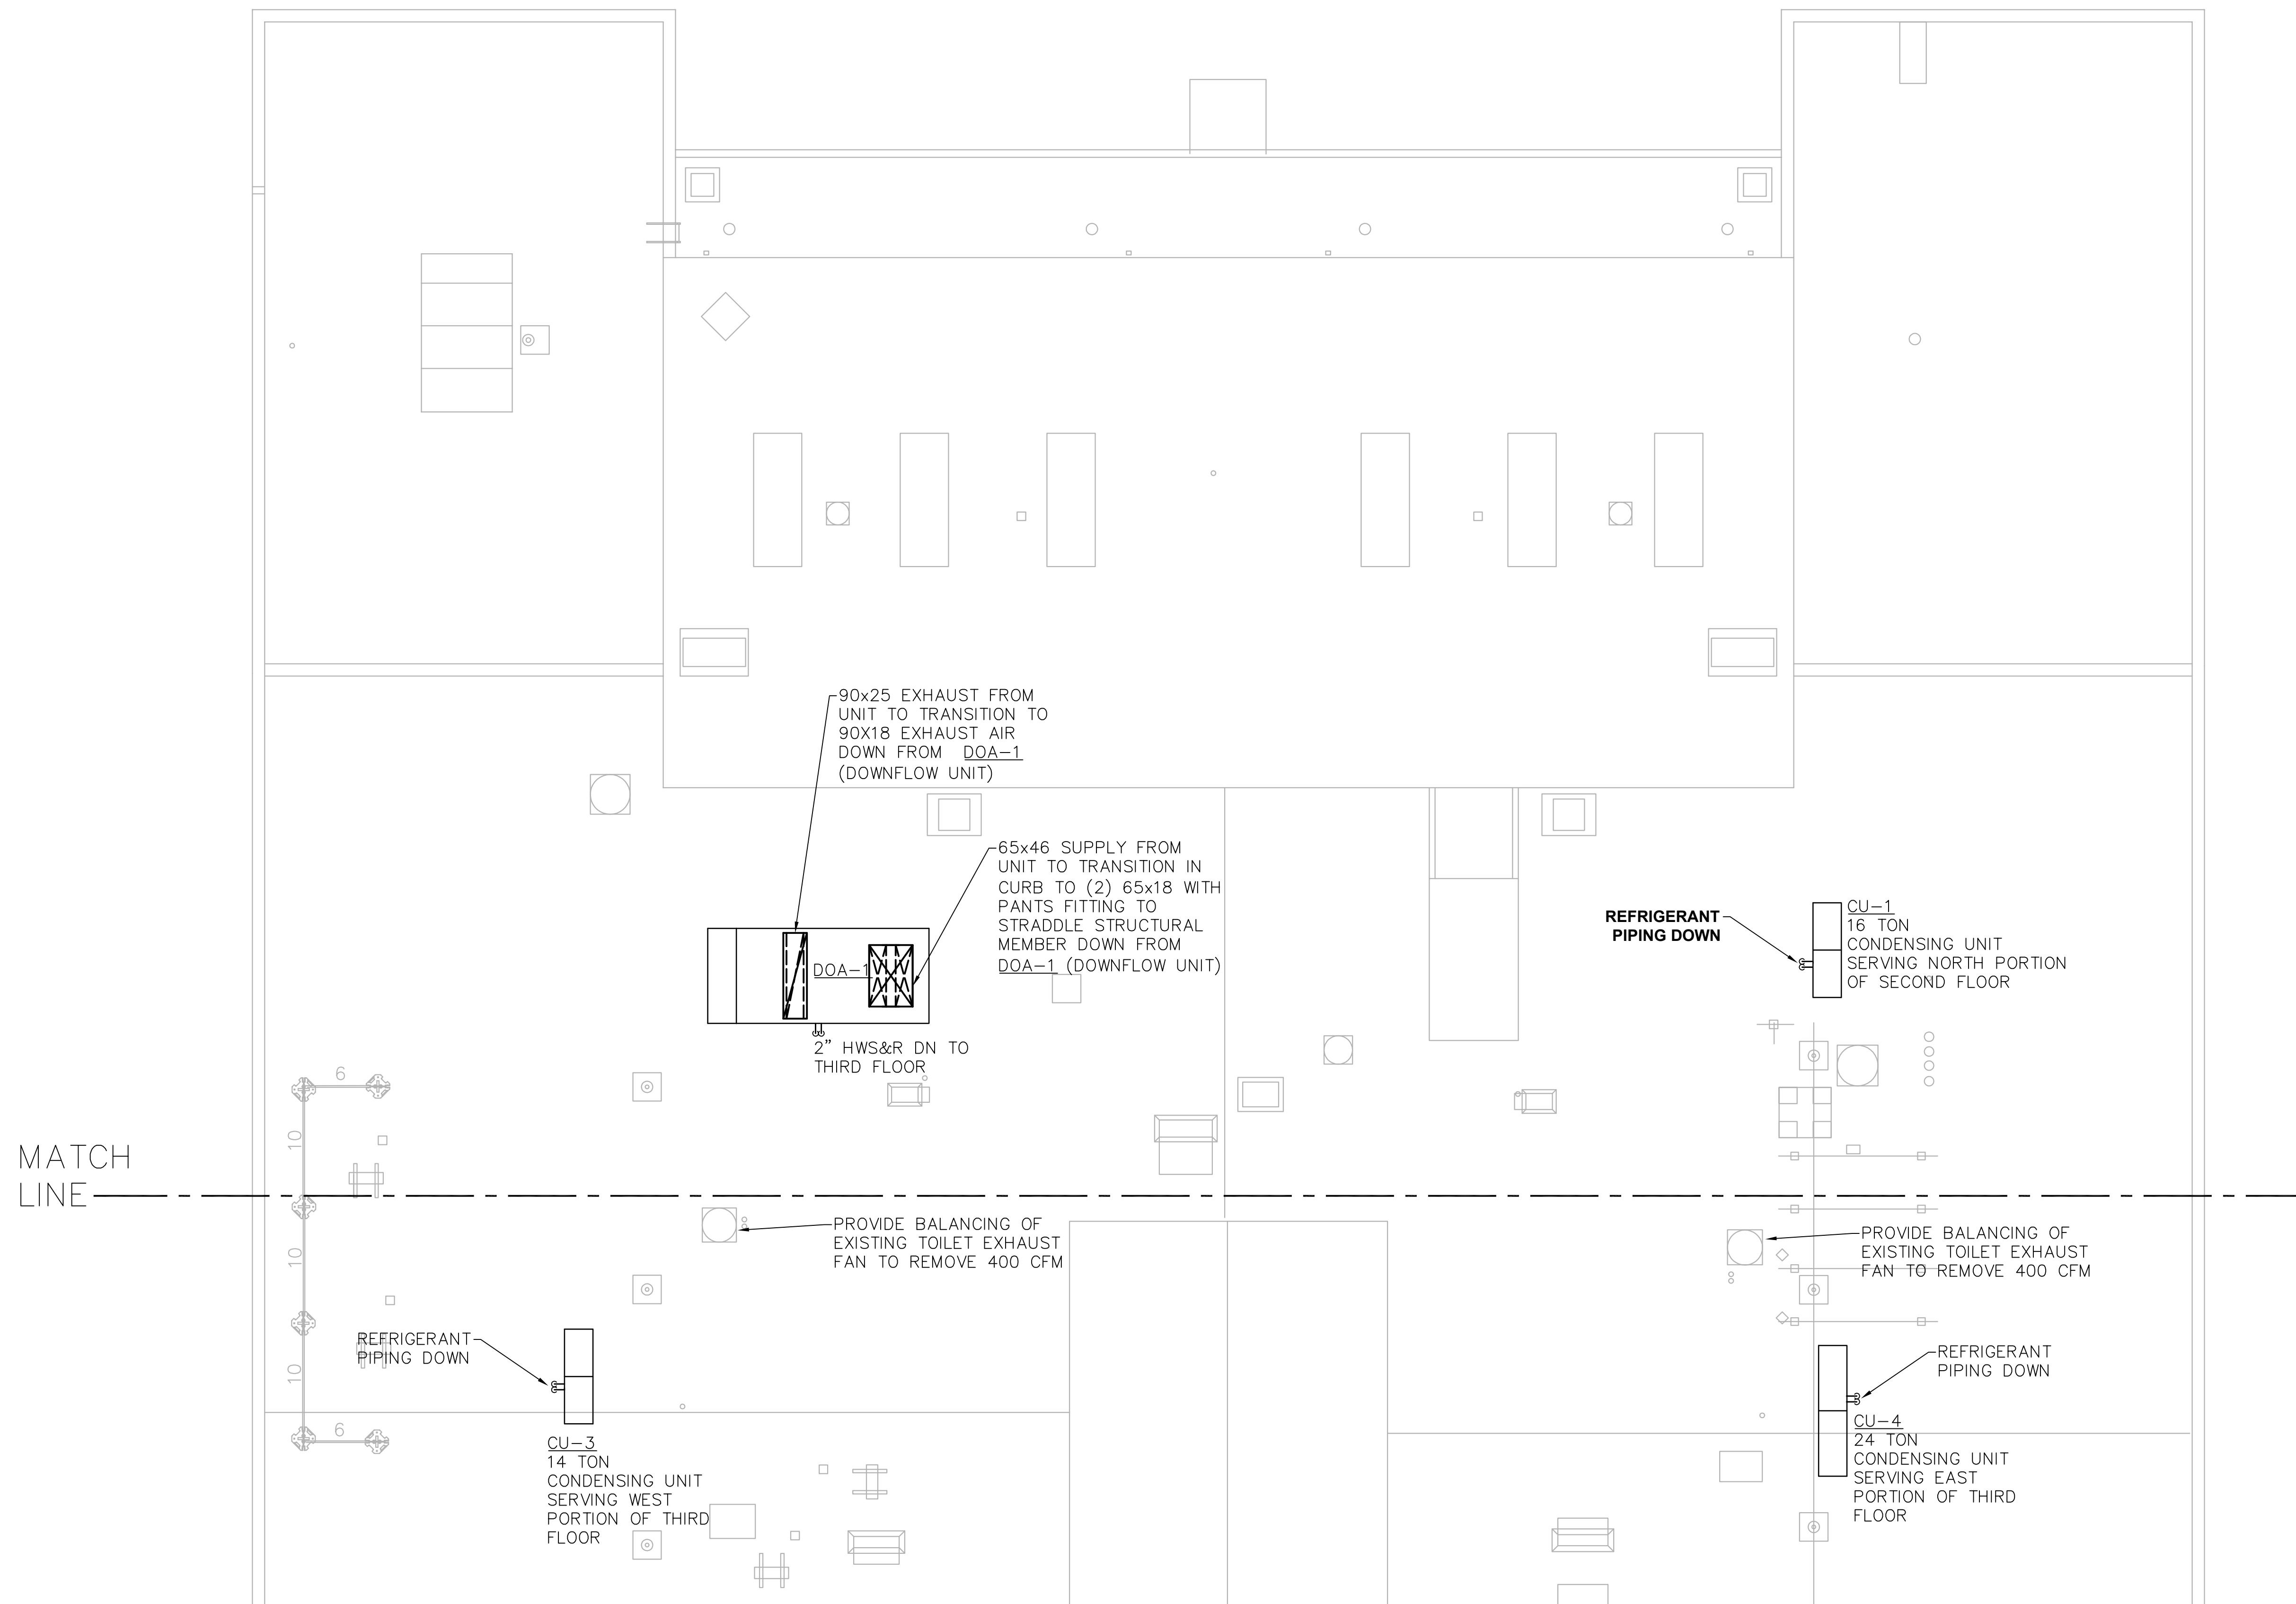 90x25 EXHAUST FROM
UNIT TO TRANSITION TO
90X18 EXHAUST AIR
DOWN FROM DOA-1
(DOWNFLOW UNIT)
65x46 SUPPLY FROM
UNIT TO TRANSITION IN
CURB TO (2) 65x18 WITH
PANTS FITTING TO
STRADDLE STRUCTURAL
MEMBER DOWN FROM
DOA-1 (DOWNFLOW UNIT)
DOA-1
2” HWS&R DN TO
THIRD FLOOR
REFRIGERANT
PIPING DOWN
CU-1
16 TON
CONDENSING UNIT
SERVING NORTH PORTION
OF SECOND FLOOR
6
10
MATCH
LINE
10
10
6
PROVIDE BALANCING OF
EXISTING TOILET EXHAUST
FAN TO REMOVE 400 CFM
PROVIDE BALANCING OF
EXISTING TOILET EXHAUST
FAN TO REMOVE 400 CFM
REFRIGERANT
PIPING DOWN
CU-3
14 TON
CONDENSING UNIT
SERVING WEST
PORTION OF THIRD
FLOOR
REFRIGERANT
PIPING DOWN
CU-4
24 TON
CONDENSING UNIT
SERVING EAST
PORTION OF THIRD
FLOOR